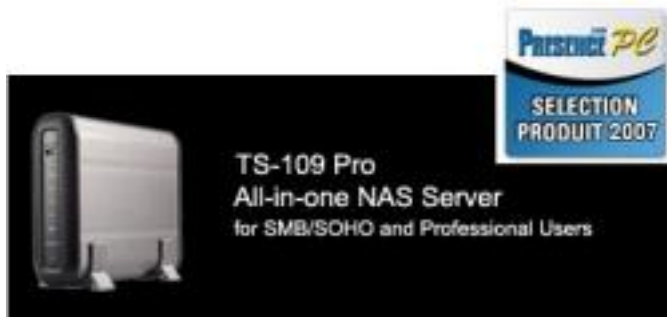 PRESENCE PC
SELECTION
PRODUIT 2007
TS-109 Pro
All-in-one NAS Server
for SMB/SOHO and Professional Users